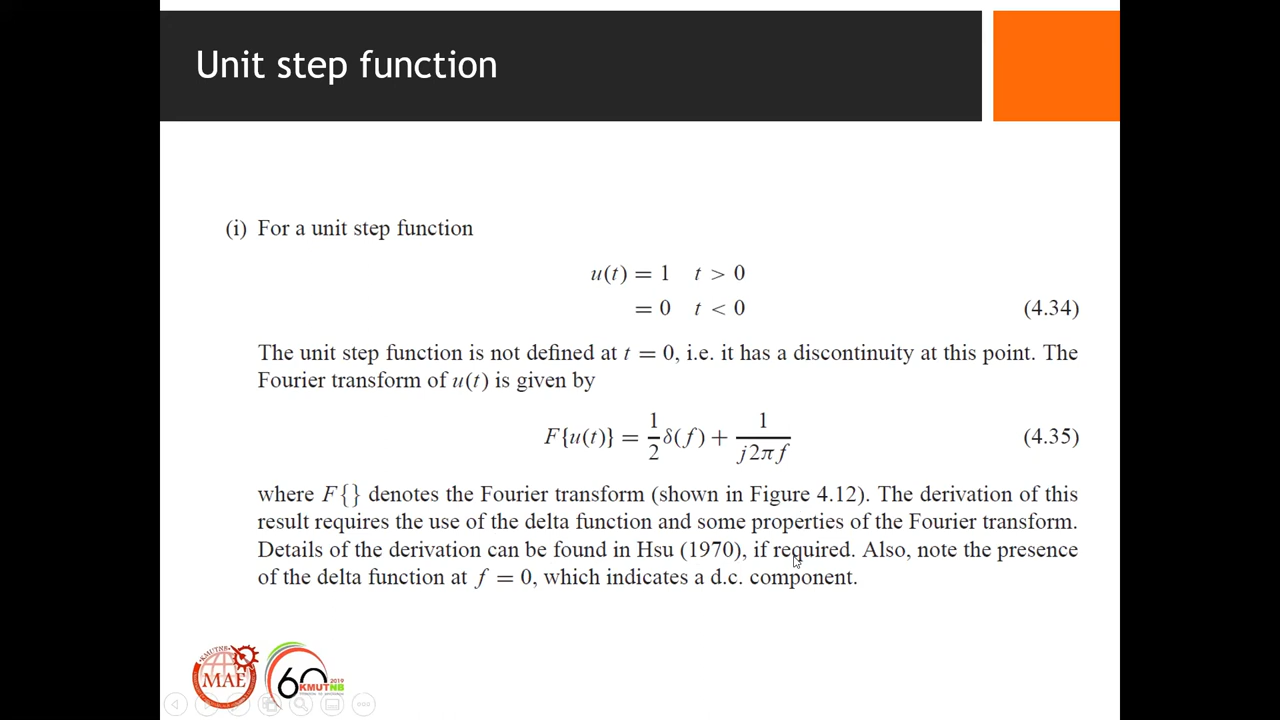 Unit step function
(i) For a unit step function
u(t) = 1 t > 0
= 0 t < 0 (4.34)
The unit step function is not defined at t = 0, i.e. it has a discontinuity at this point. The
Fourier transform of u(t) is given by
F{u(t)} = 1/2 δ(f) + 1/j2πf (4.35)
where F{} denotes the Fourier transform (shown in Figure 4.12). The derivation of this
result requires the use of the delta function and some properties of the Fourier transform.
Details of the derivation can be found in Hsu (1970), if required. Also, note the presence
of the delta function at f = 0, which indicates a d.c. component.
KMUTNB
MAE
60
2019
KMUTNB